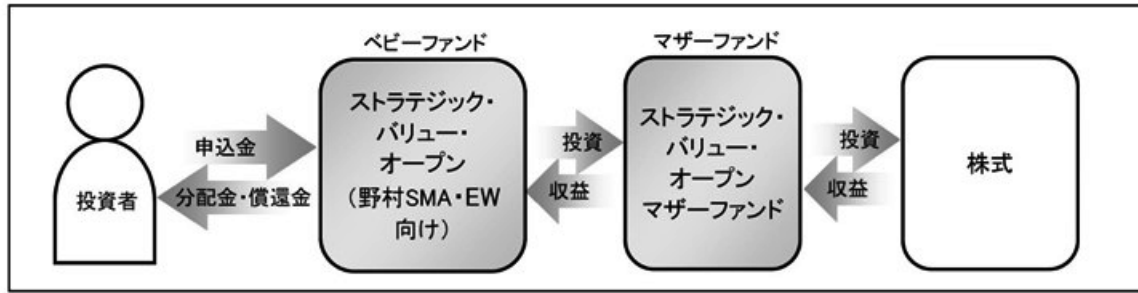 ベビーファンド
マザーファンド
投資者
申込金
分配金・償還金
ストラテジック・
バリュー・
オープン
（野村SMA・EW
向け）
投資
収益
ストラテジック・
バリュー・
オープン
マザーファンド
投資
収益
株式